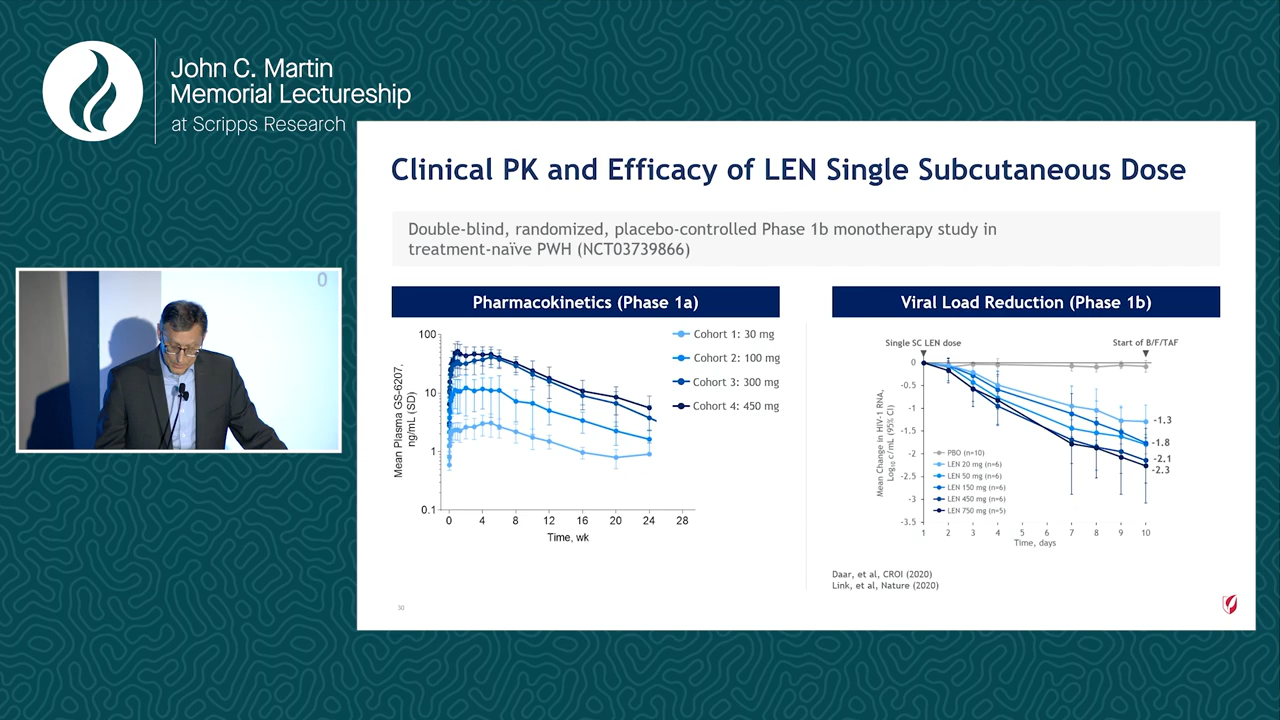 John C. Martin
Memorial Lectureship
at Scripps Research
0
Clinical PK and Efficacy of LEN Single Subcutaneous Dose
Double-blind, randomized, placebo-controlled Phase 1b monotherapy study in
treatment-naïve PWH (NCT03739866)
Pharmacokinetics (Phase 1a)
Mean Plasma GS-6207,
ng/mL (SD)
100
10
1
0.1
0 4 8 12 16 20 24 28
Time, wk
Cohort 1: 30 mg
Cohort 2: 100 mg
Cohort 3: 300 mg
Cohort 4: 450 mg
Viral Load Reduction (Phase 1b)
Single SC LEN dose
Start of B/F/TAF
Mean Change in HIV-1 RNA,
Log10 c/mL (95% CI)
0
-0.5
-1
-1.5
-2
-2.5
-3
-3.5
PBO (n=10)
LEN 20 mg (n=6)
LEN 50 mg (n=6)
LEN 150 mg (n=6)
LEN 450 mg (n=6)
LEN 750 mg (n=5)
-1.3
-1.8
-2.1
-2.3
1 2 3 4 5 6 7 8 9 10
Time, days
Daar, et al, CROI (2020)
Link, et al, Nature (2020)
30